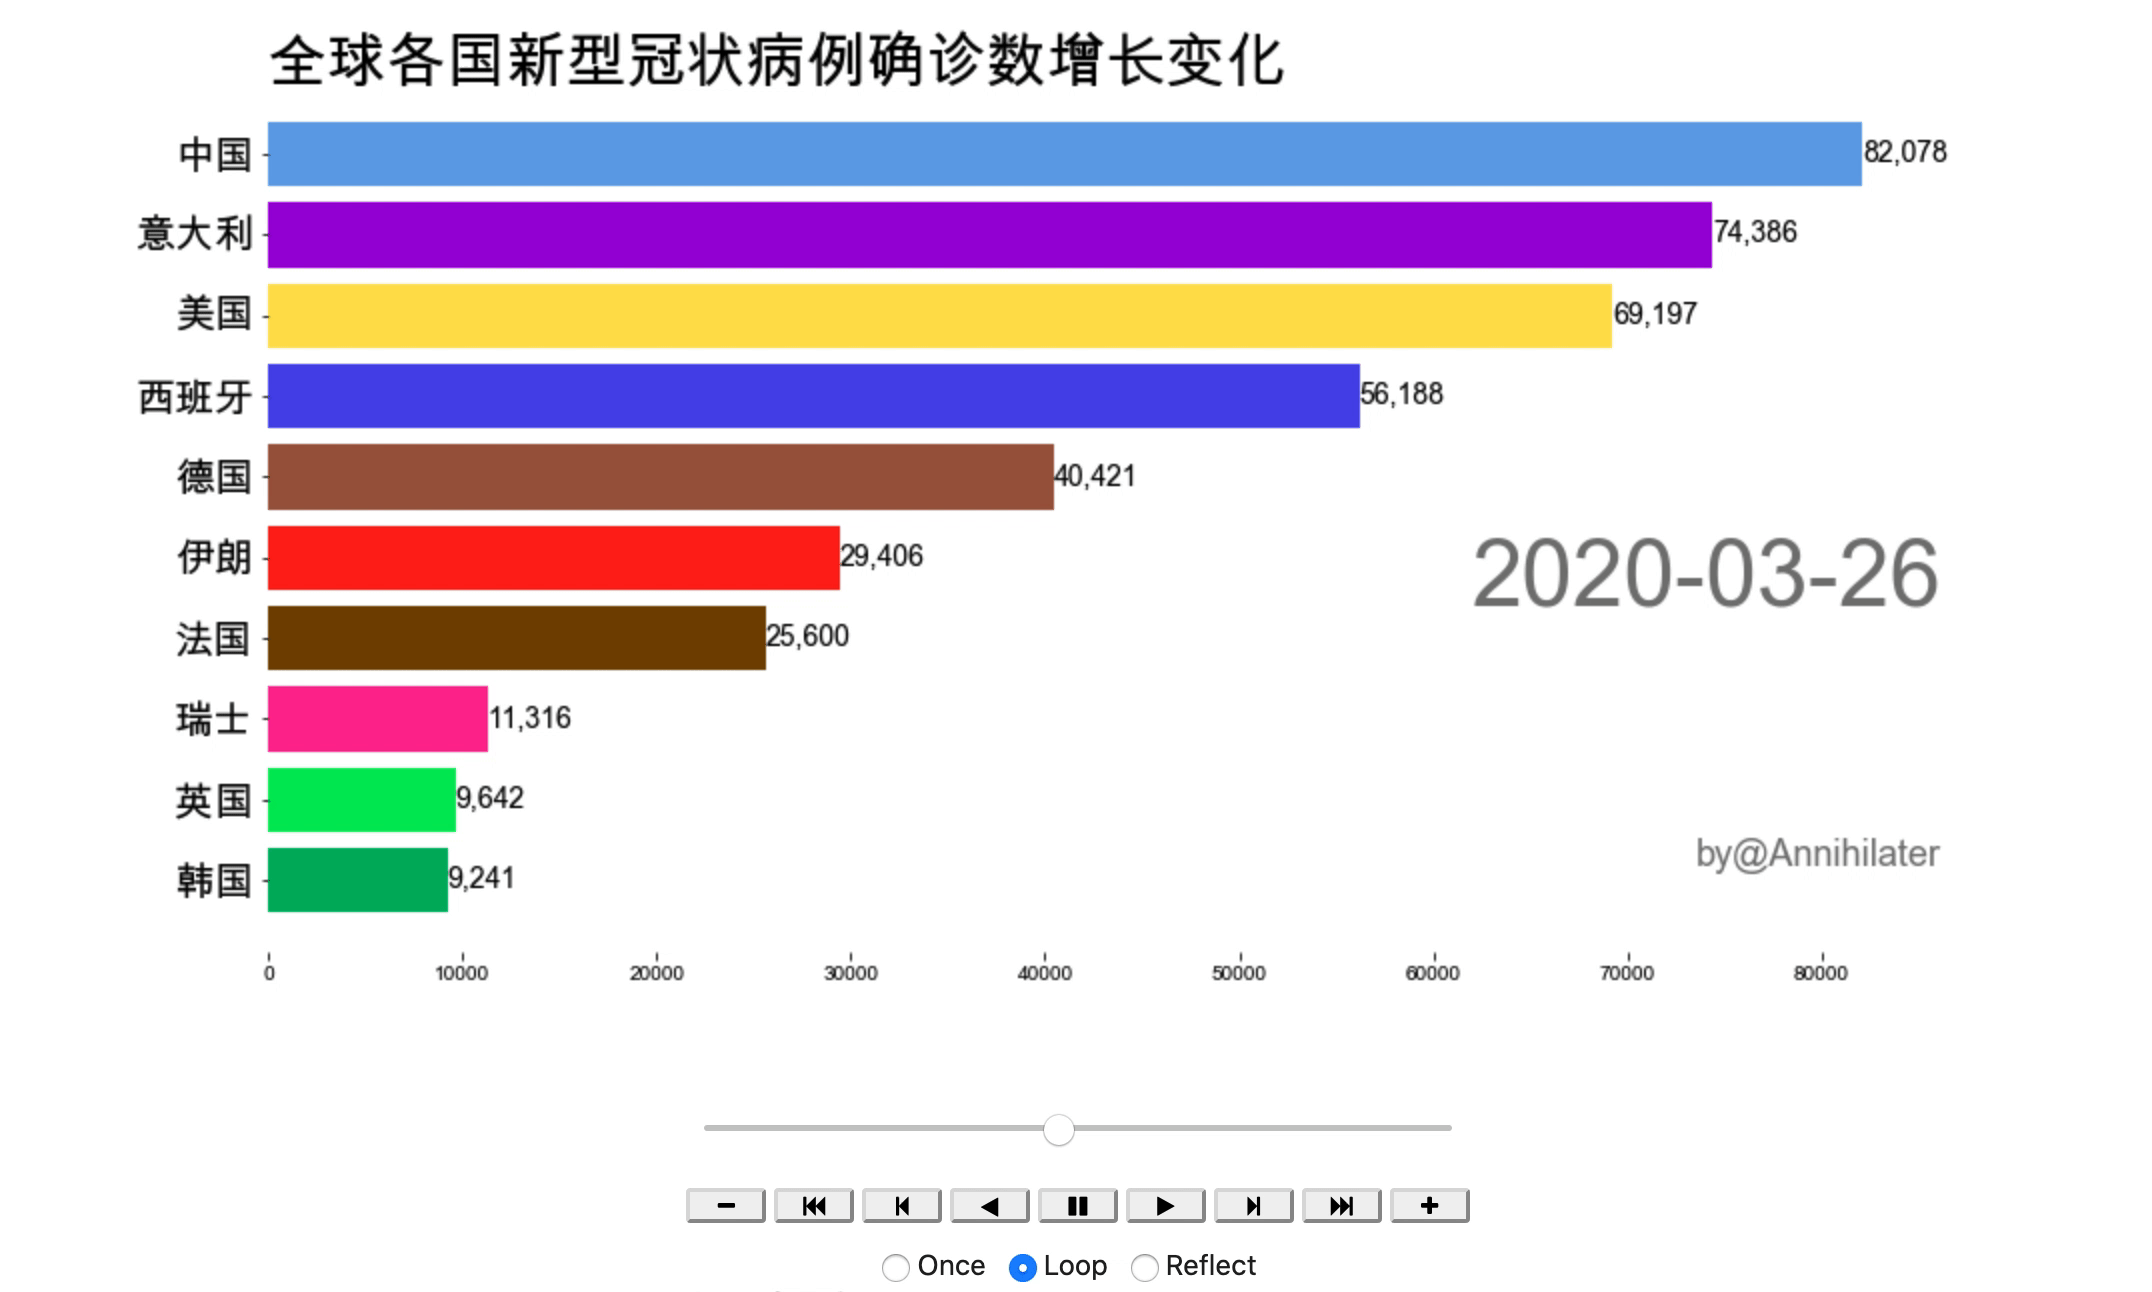 全球各国新型冠状病例确诊数增长变化
中国 82,078
意大利 74,386
美国 69,197
西班牙 56,188
德国 40,421
伊朗 29,406
2020-03-26
法国 25,600
瑞士 11,316
英国 9,642
by@Annihilater
韩国 9,241
0 10000 20000 30000 40000 50000 60000 70000 80000
Once Loop Reflect